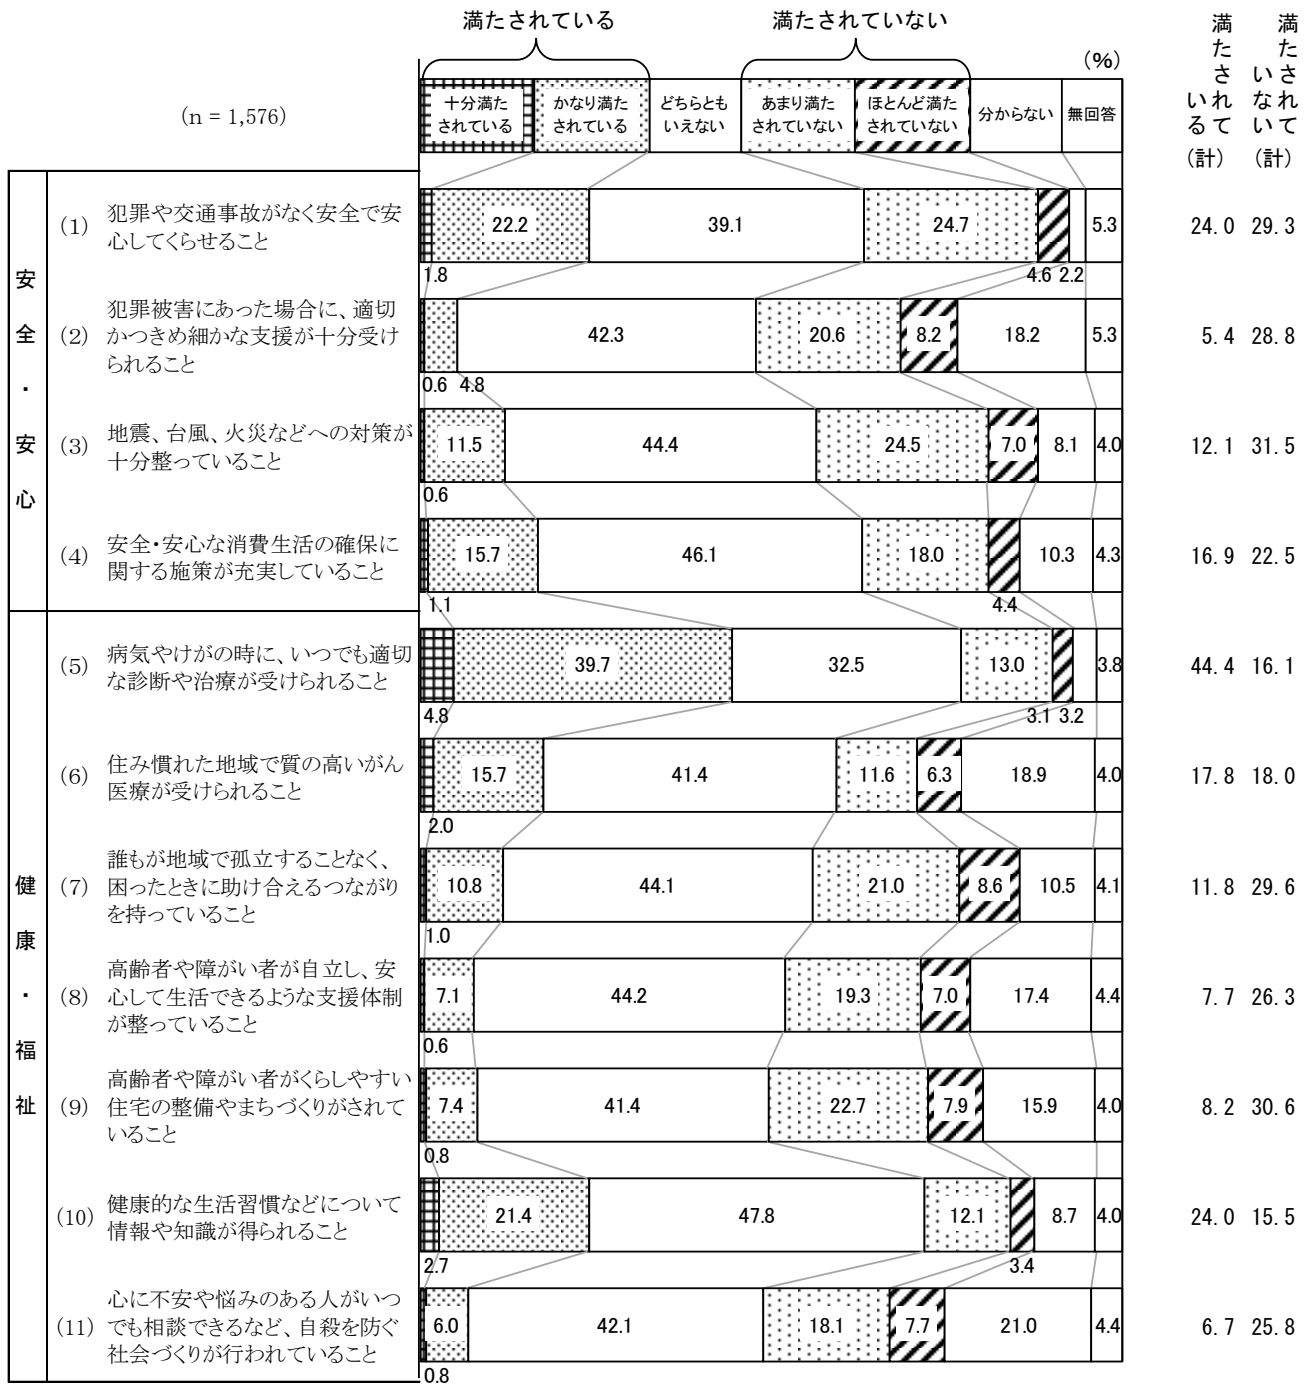 満たされている
満たされていない
満たされている(計)
満たされていない(計)
(%)
(n = 1,576)
十分満たされている
かなり満たされている
どちらともいえない
あまり満たされていない
ほとんど満たされていない
分からない
無回答
安全・安心
(1) 犯罪や交通事故がなく安全で安
心してくらせること
22.2 39.1 24.7 5.3 24.0 29.3
1.8 4.6 2.2
(2) 犯罪被害にあった場合に、適切
かつきめ細かな支援が十分受け
られること
42.3 20.6 8.2 18.2 5.3 5.4 28.8
0.6 4.8
(3) 地震、台風、火災などへの対策が
十分整っていること
11.5 44.4 24.5 7.0 8.1 4.0 12.1 31.5
0.6
(4) 安全・安心な消費生活の確保に
関する施策が充実していること
15.7 46.1 18.0 10.3 4.3 16.9 22.5
1.1 4.4
健康・福祉
(5) 病気やけがの時に、いつでも適切
な診断や治療が受けられること
39.7 32.5 13.0 3.8 44.4 16.1
4.8 3.1 3.2
(6) 住み慣れた地域で質の高いがん
医療が受けられること
15.7 41.4 11.6 6.3 18.9 4.0 17.8 18.0
2.0
(7) 誰もが地域で孤立することなく、
困ったときに助け合えるつながり
を持っていること
10.8 44.1 21.0 8.6 10.5 4.1 11.8 29.6
1.0
(8) 高齢者や障がい者が自立し、安
心して生活できるような支援体制
が整っていること
7.1 44.2 19.3 7.0 17.4 4.4 7.7 26.3
0.6
(9) 高齢者や障がい者がくらしやすい
住宅の整備やまちづくりがされて
いること
7.4 41.4 22.7 7.9 15.9 4.0 8.2 30.6
0.8
(10) 健康的な生活習慣などについて
情報や知識が得られること
21.4 47.8 12.1 8.7 4.0 24.0 15.5
2.7 3.4
(11) 心に不安や悩みのある人がいつ
でも相談できるなど、自殺を防ぐ
社会づくりが行われていること
6.0 42.1 18.1 7.7 21.0 4.4 6.7 25.8
0.8